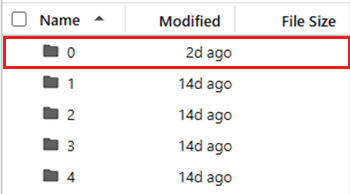 Name Modified File Size
0 2d ago
1 14d ago
2 14d ago
3 14d ago
4 14d ago